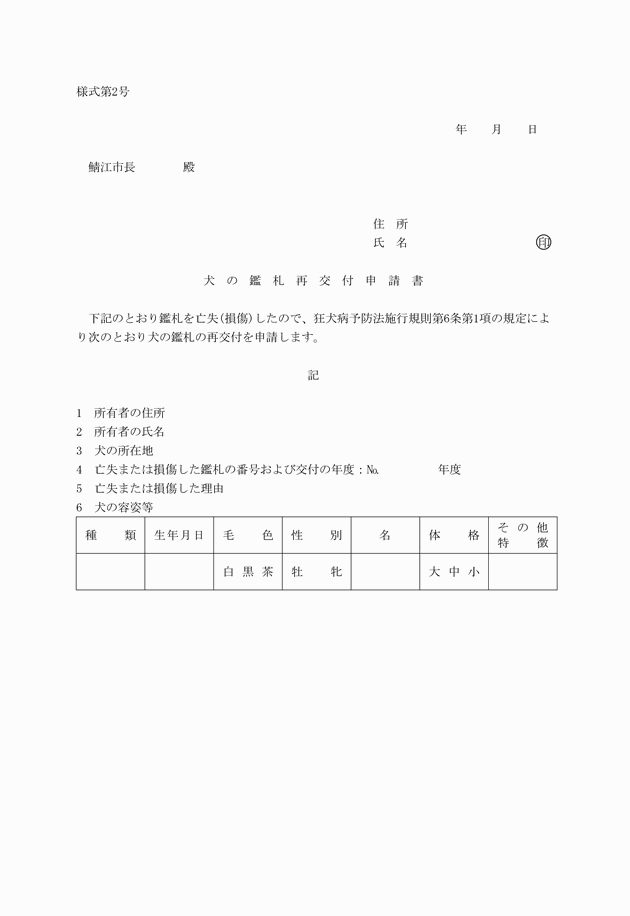 様式第2号
年　　月　　日
鯖江市長　　　　殿
住　所
氏　名　　　　　　　　　　　㊞
犬の鑑札再交付申請書
下記のとおり鑑札を亡失(損傷)したので、狂犬病予防法施行規則第6条第1項の規定によ
り次のとおり犬の鑑札の再交付を申請します。
記
1　所有者の住所
2　所有者の氏名
3　犬の所在地
4　亡失または損傷した鑑札の番号および交付の年度：№　　　　　年度
5　亡失または損傷した理由
6　犬の容姿等
種類　生年月日　毛色　性別　名　体格　その他
特徴
白黒茶　牡牝　大中小